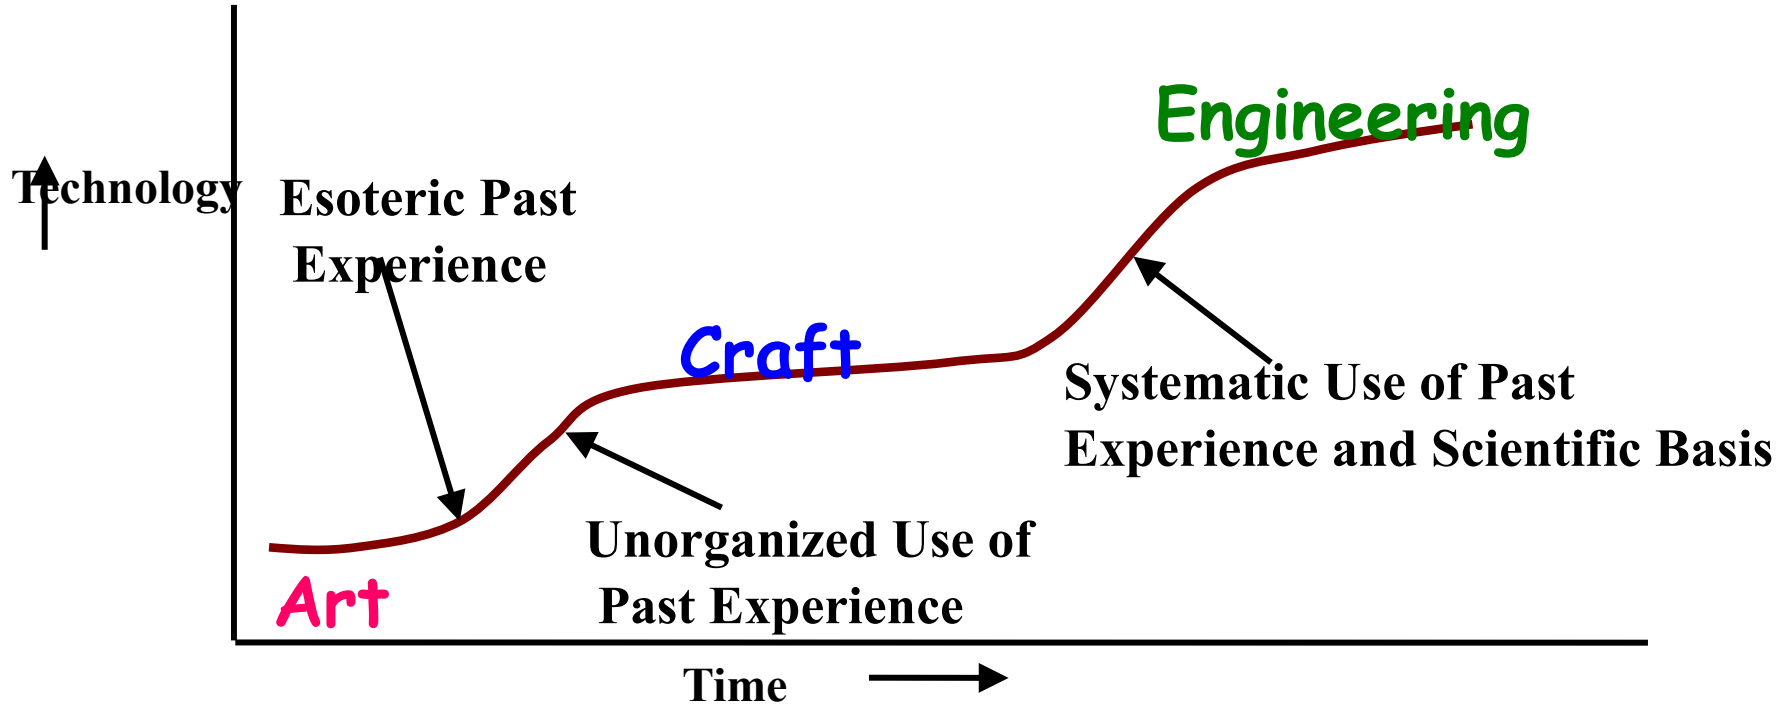 Engineering
Technology
Esoteric Past
Experience
Craft
Systematic Use of Past
Experience and Scientific Basis
Unorganized Use of
Past Experience
Art
Time